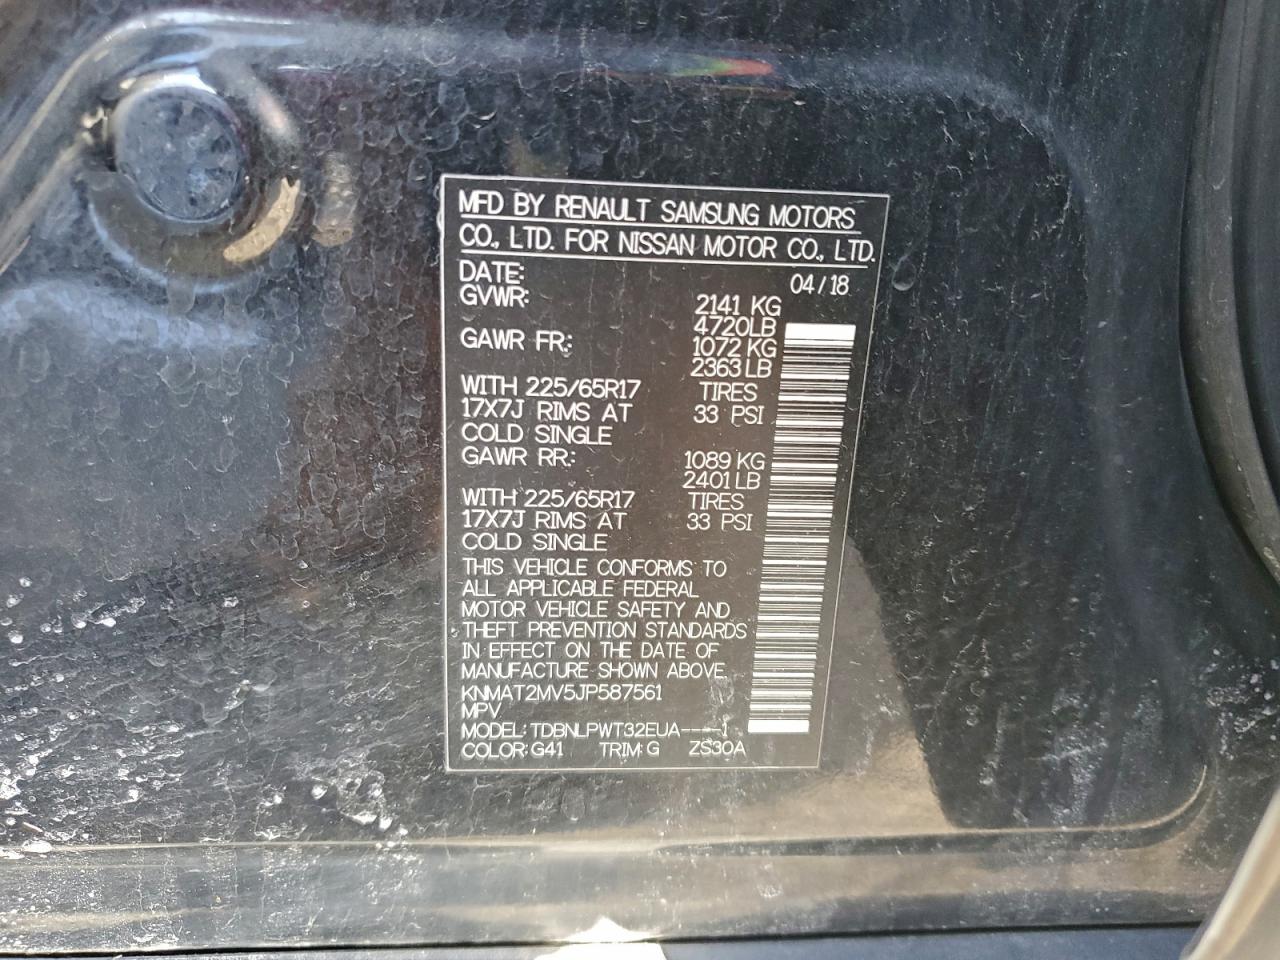 MFD BY RENAULT SAMSUNG MOTORS
CO., LTD. FOR NISSAN MOTOR CO., LTD.
DATE: 04/18
GVWR: 2141 KG
4720LB
GAWR FR: 1072 KG
2363LB
WITH 225/65R17 TIRES
17X7J RIMS AT 33 PSI
COLD SINGLE
GAWR RR: 1089 KG
2401LB
WITH 225/65R17 TIRES
17X7J RIMS AT 33 PSI
COLD SINGLE
THIS VEHICLE CONFORMS TO
ALL APPLICABLE FEDERAL
MOTOR VEHICLE SAFETY AND
THEFT PREVENTION STANDARDS
IN EFFECT ON THE DATE OF
MANUFACTURE SHOWN ABOVE.
KNMAT2MV5JP587561
MPV
MODEL: TDBNLPWT32EUA----1
COLOR: G41 TRIM: G ZS30A